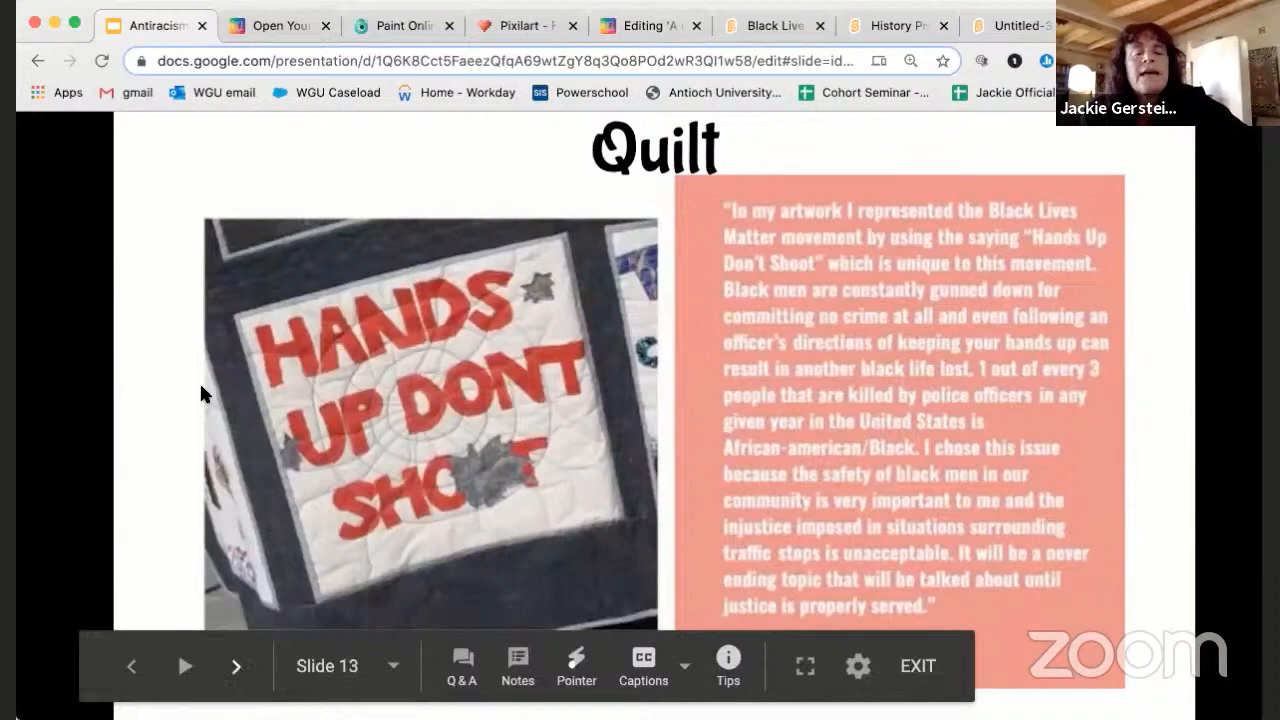 Antiracism
Open You
Paint Onli
Pixilart - F
Editing 'A
Black Live
History Pr
Untitled-3
docs.google.com/presentation/d/1Q6K8Cct5FaeezQfqA69wtZgY8q3Qo8POd2wR3QI1w58/edit#slide=id...
Apps
gmail
WGU email
WGU Caseload
Home - Workday
SIS
Powerschool
Antioch University...
Cohort Seminar -...
Jackie Official
Jackie Gerstei...
Quilt
HANDS
UP DONT
SHOOT
"In my artwork I represented the Black Lives
Matter movement by using the saying "Hands Up
Don't Shoot" which is unique to this movement.
Black men are constantly gunned down for
committing no crime at all and even following an
officer's directions of keeping your hands up can
result in another black life lost. 1 out of every 3
people that are killed by police officers in any
given year in the United States is
African-american/Black. I chose this issue
because the safety of black men in our
community is very important to me and the
injustice imposed in situations surrounding
traffic stops is unacceptable. It will be a never
ending topic that will be talked about until
justice is properly served."
Slide 13
Q & A
Notes
Pointer
CC
Captions
Tips
EXIT
zoom